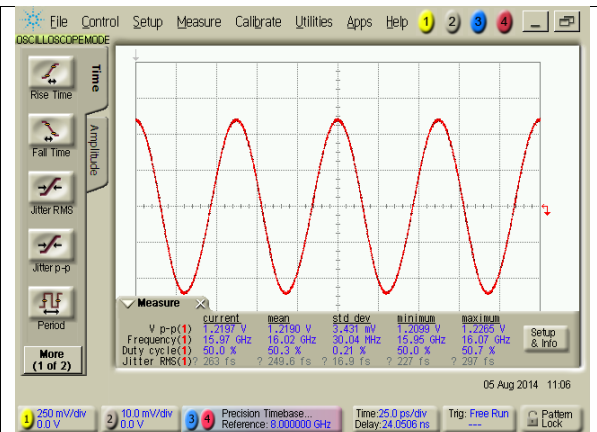 File Control Setup Measure Calibrate Utilities Apps Help 1 2 3 4
OSCILLOSCOPE MODE
Rise Time
Fall Time
Jitter RMS
Jitter p-p
Period
More
(1 of 2)
Time
Amplitude
Measure
current mean std dev minimum maximum
V p-p(1) 1.2197 V 1.2190 V 3.431 mV 1.2099 V 1.2265 V
Frequency(1) 15.97 GHz 16.02 GHz 30.04 MHz 15.95 GHz 16.07 GHz
Duty cycle(1) 50.0 % 50.3 % 0.21 % 50.0 % 50.7 %
Jitter RMS(1)? 263 fs ? 249.6 fs ? 16.9 fs ? 227 fs ? 297 fs
Setup
& Info
05 Aug 2014 11:06
1 250 mV/div
0.0 V
2 10.0 mV/div
0.0 V
3 4 Precision Timebase...
Reference: 8.000000 GHz
Time:25.0 ps/div
Delay:24.0506 ns
Trig: Free Run
---
Pattern
Lock